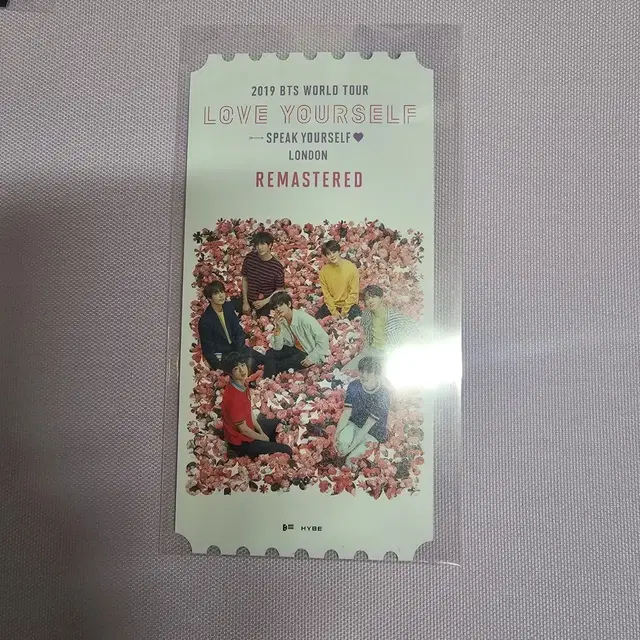 2019 BTS WORLD TOUR
LOVE YOURSELF
SPEAK YOURSELF
LONDON
REMASTERED
HYBE